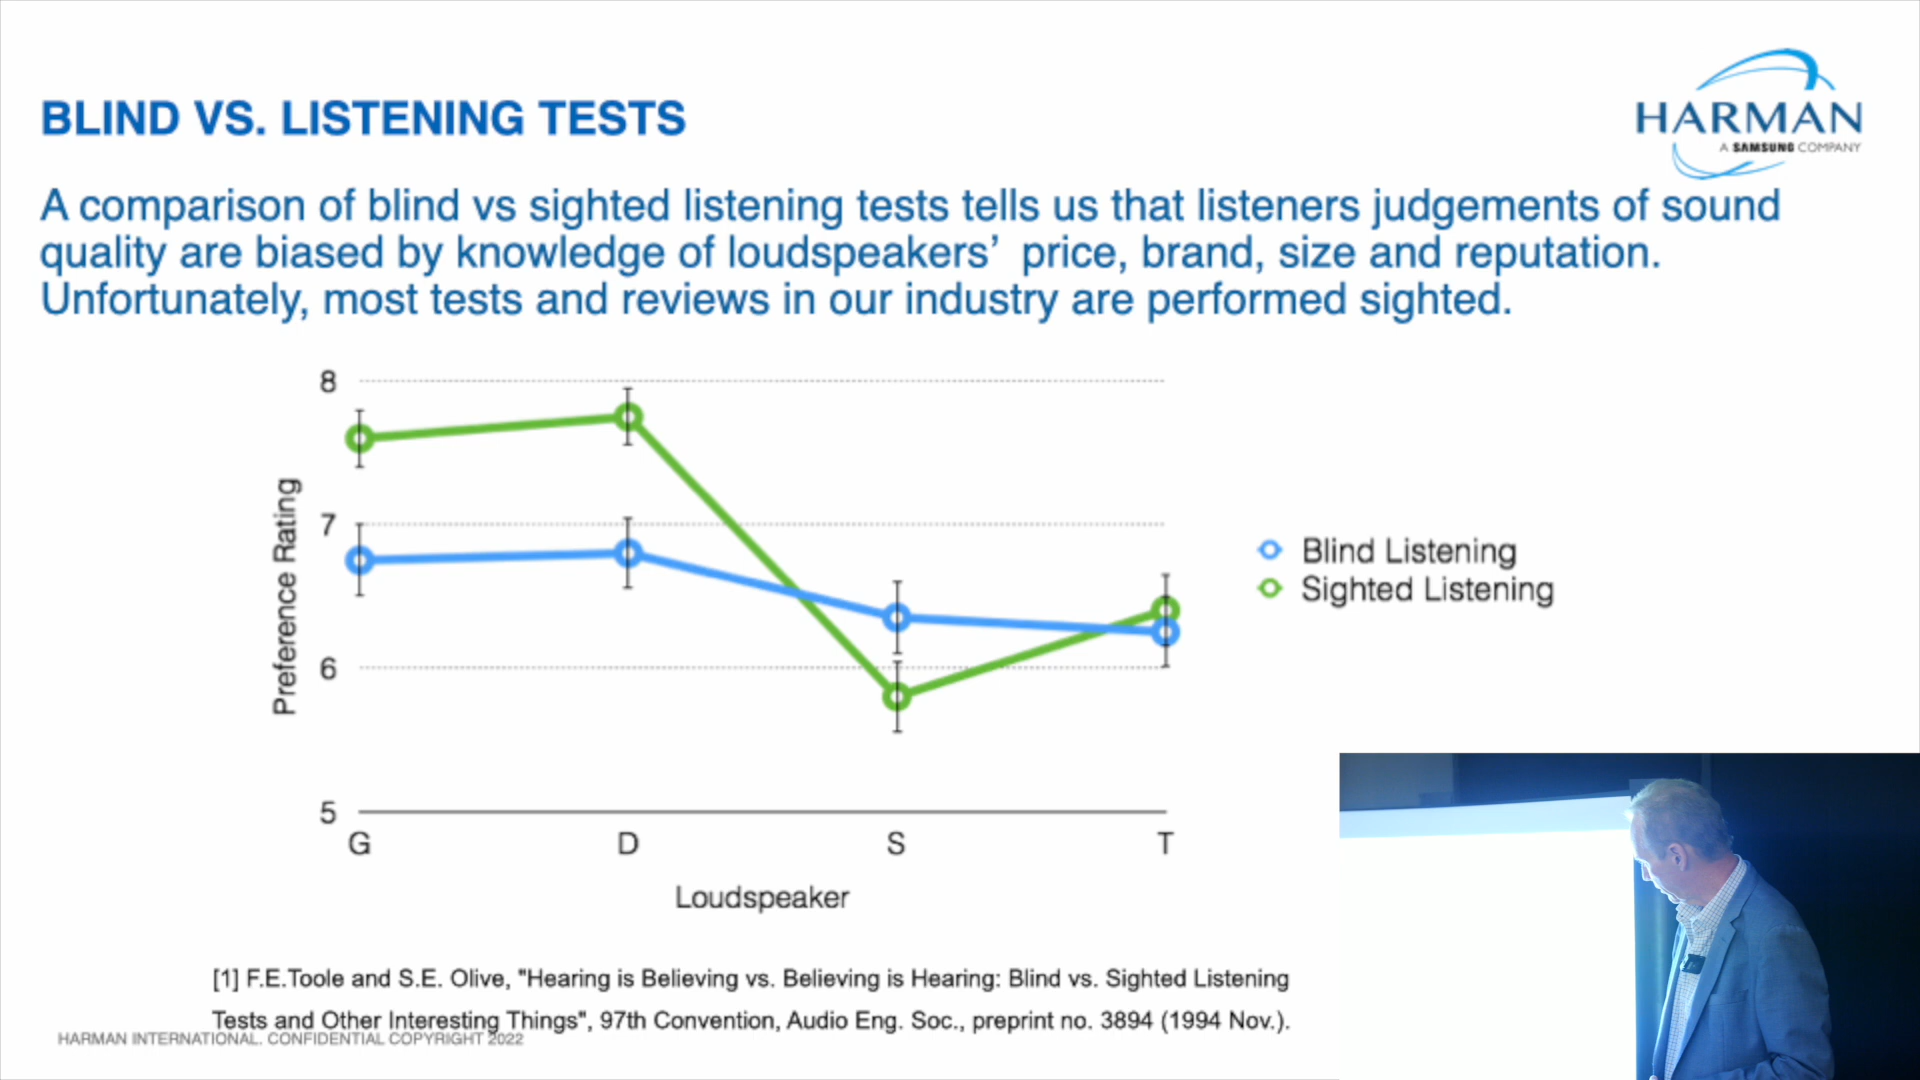 BLIND VS. LISTENING TESTS
HARMAN
A SAMSUNG COMPANY
A comparison of blind vs sighted listening tests tells us that listeners judgements of sound
quality are biased by knowledge of loudspeakers’ price, brand, size and reputation.
Unfortunately, most tests and reviews in our industry are performed sighted.
8
7
6
5
Preference Rating
G D S T
Loudspeaker
Blind Listening
Sighted Listening
[1] F.E.Toole and S.E. Olive, "Hearing is Believing vs. Believing is Hearing: Blind vs. Sighted Listening
Tests and Other Interesting Things", 97th Convention, Audio Eng. Soc., preprint no. 3894 (1994 Nov.).
HARMAN INTERNATIONAL. CONFIDENTIAL COPYRIGHT 2022